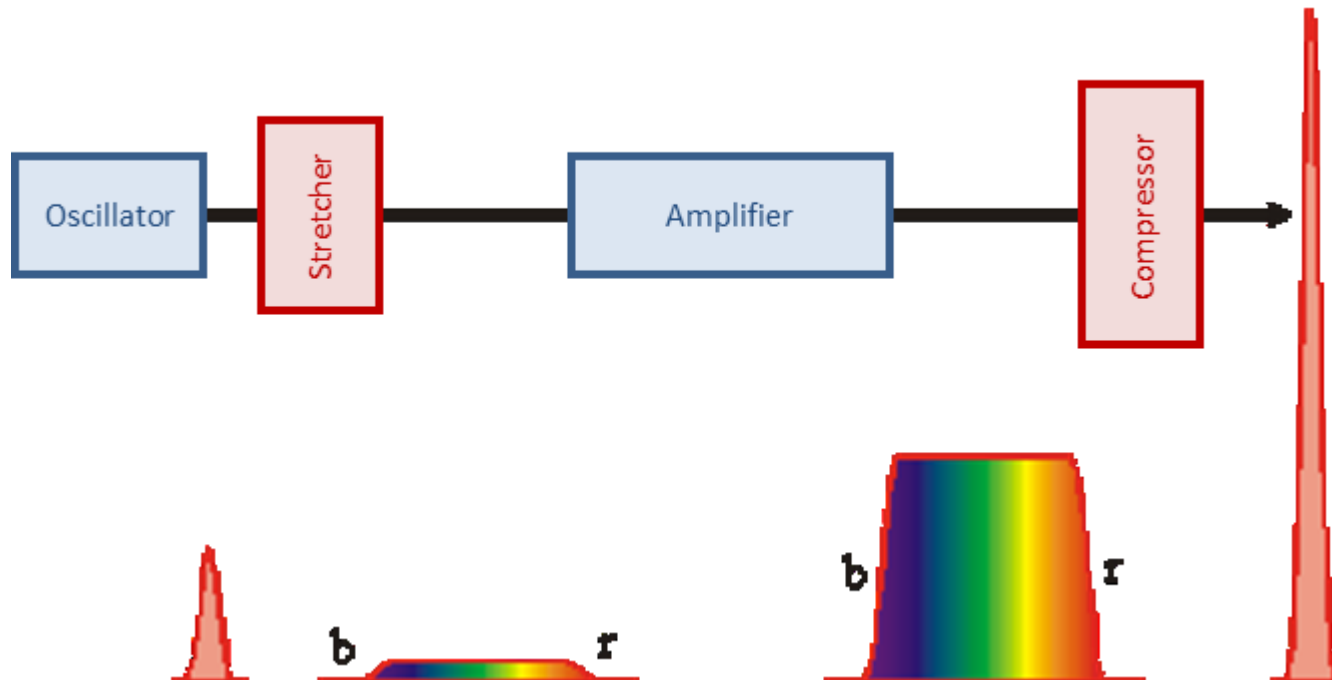 Oscillator
Stretcher
Amplifier
Compressor
b
r
b
r